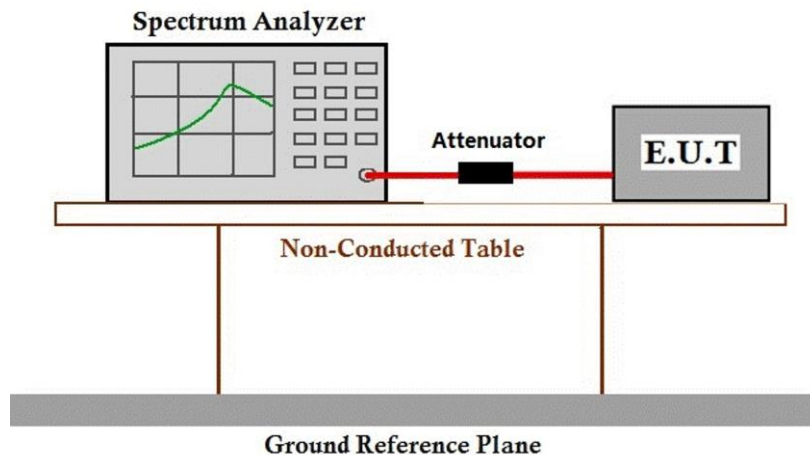 Spectrum Analyzer
Attenuator
E.U.T
Non-Conducted Table
Ground Reference Plane